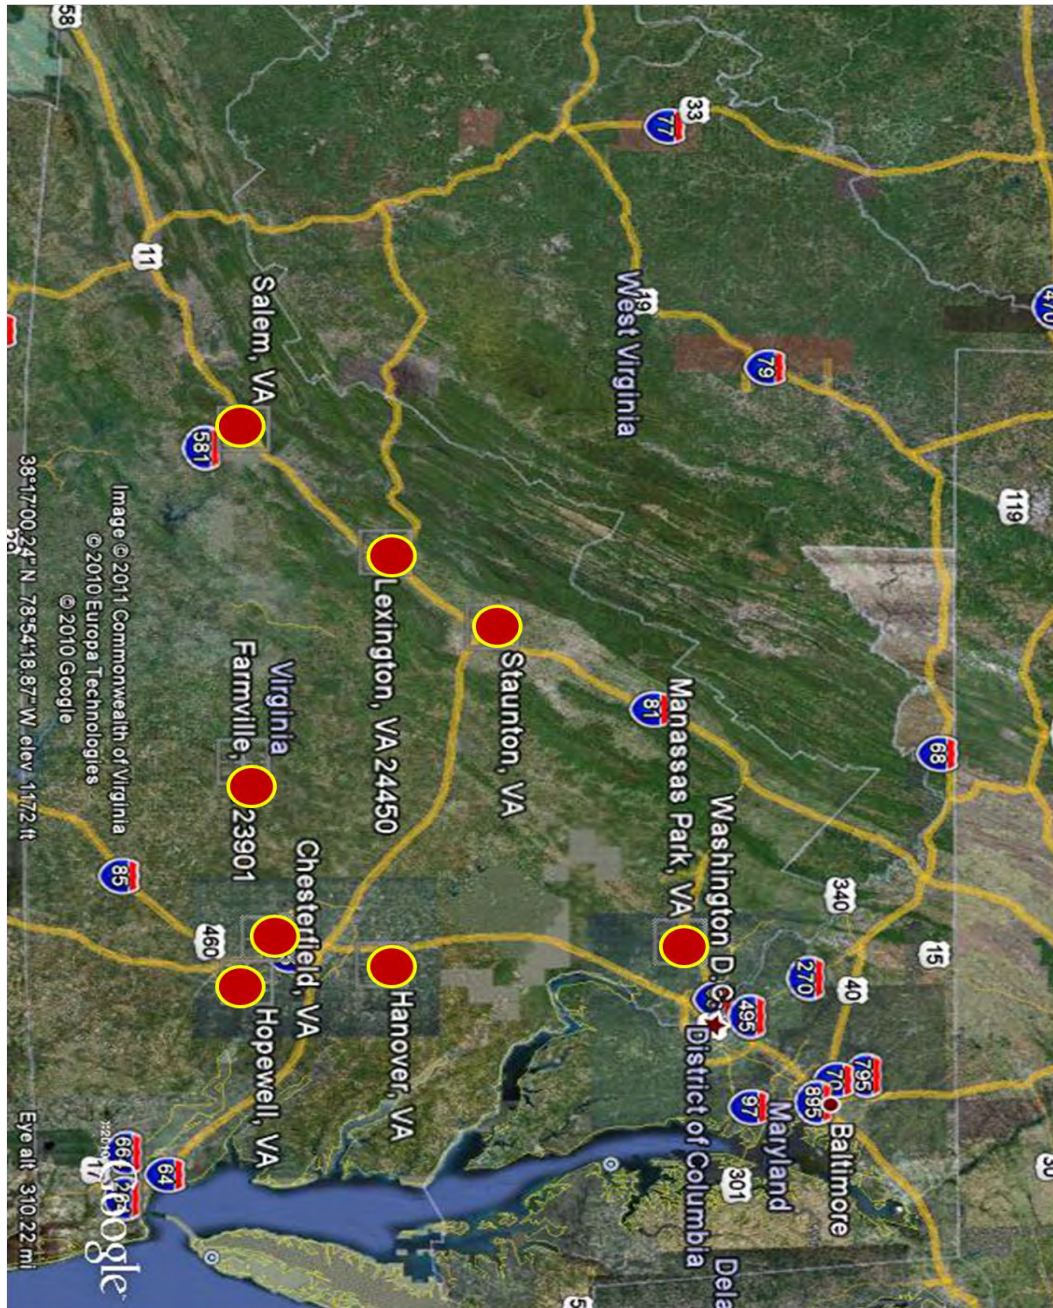 58
77
33
470
West Virginia
19
79
11
119
Salem, VA
581
Lexington, VA 24450
Staunton, VA
81
68
Manassas Park, VA
Washington D.C.
Virginia
Farmville, 23901
340
15
85
Chesterfield, VA
460
Hanover, VA
Hopewell, VA
270
40
495
District of Columbia
795
70
895
97
Baltimore
Maryland
301
64
17
Image © 2011 Commonwealth of Virginia
© 2010 Europa Technologies
© 2010 Google
38°17'00.24" N 78°54'18.87" W elev 1172 ft
Eye alt 310.22 mi
©2010 Google